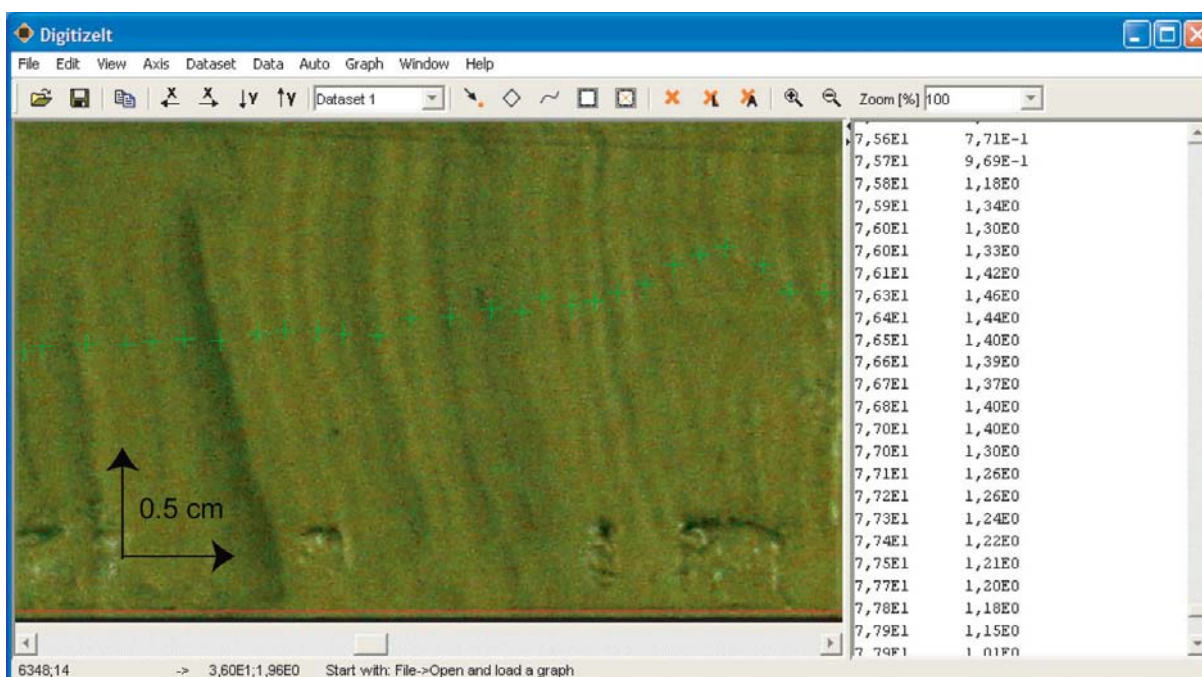 DigitizeIt
File Edit View Axis Dataset Data Auto Graph Window Help
X X Y Y Dataset 1 L A Zoom [%] 100
7,56E1 7,71E-1
7,57E1 9,69E-1
7,58E1 1,18E0
7,59E1 1,34E0
7,60E1 1,30E0
7,60E1 1,33E0
7,61E1 1,42E0
7,63E1 1,46E0
7,64E1 1,44E0
7,65E1 1,40E0
7,66E1 1,39E0
7,67E1 1,37E0
7,68E1 1,40E0
7,70E1 1,40E0
7,70E1 1,30E0
7,71E1 1,26E0
7,72E1 1,26E0
7,73E1 1,24E0
7,74E1 1,22E0
7,75E1 1,21E0
7,77E1 1,20E0
7,78E1 1,18E0
7,79E1 1,15E0
7,79E1 1,01E0
0.5 cm
6348;14 -> 3,60E1;1,96E0 Start with: File->Open and load a graph